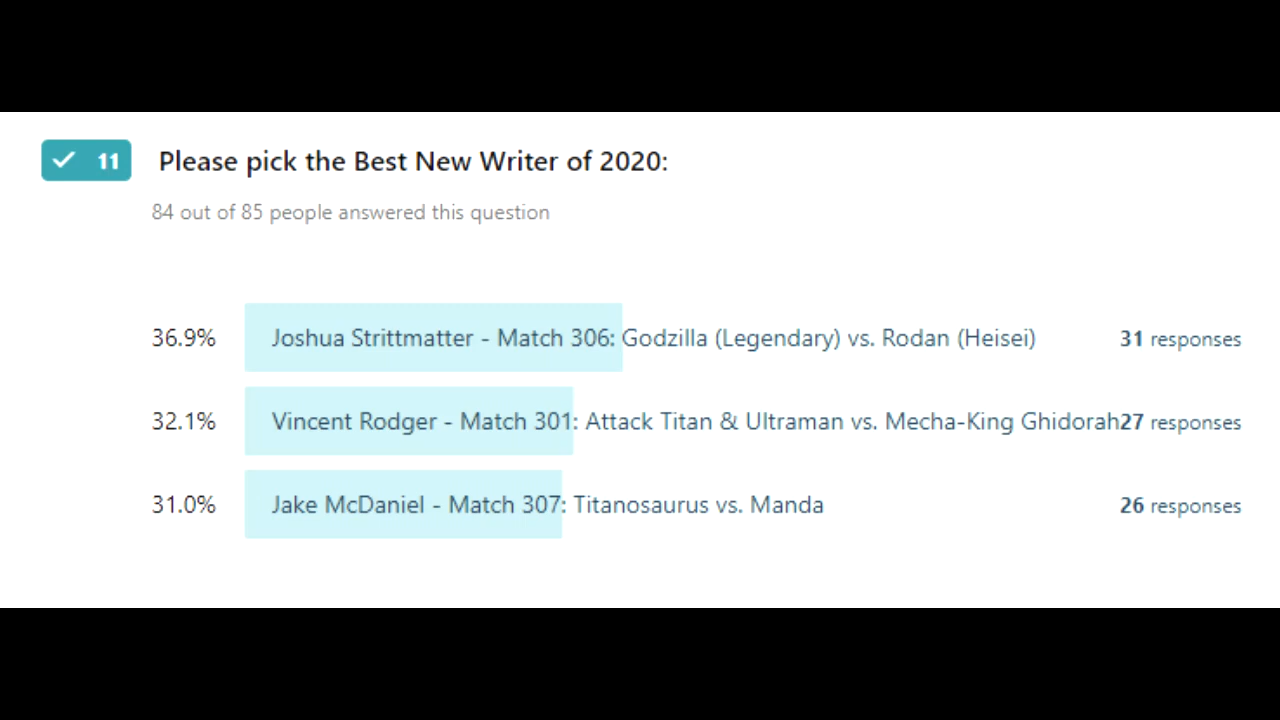 11 Please pick the Best New Writer of 2020:
84 out of 85 people answered this question
36.9% Joshua Strittmatter - Match 306: Godzilla (Legendary) vs. Rodan (Heisei) 31 responses
32.1% Vincent Rodger - Match 301: Attack Titan & Ultraman vs. Mecha-King Ghidorah 27 responses
31.0% Jake McDaniel - Match 307: Titanosaurus vs. Manda 26 responses